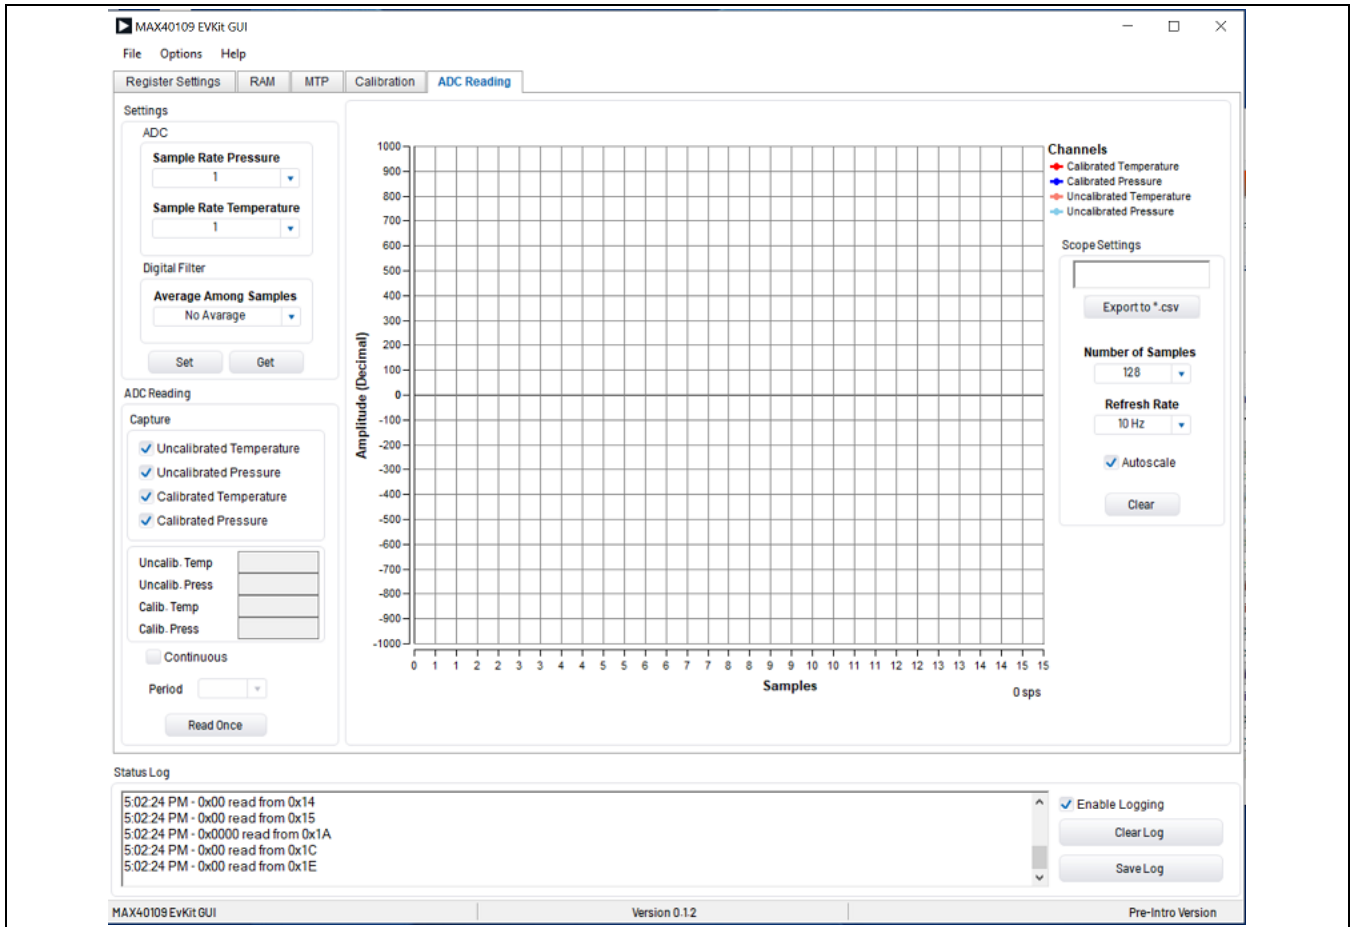 MAX40109 EVKit GUI
File Options Help
Register Settings RAM MTP Calibration ADC Reading
Settings
ADC
Sample Rate Pressure
1
Sample Rate Temperature
1
Digital Filter
Average Among Samples
No Avarage
Set Get
ADC Reading
Capture
Uncalibrated Temperature
Uncalibrated Pressure
Calibrated Temperature
Calibrated Pressure
Uncalib. Temp
Uncalib. Press
Calib. Temp
Calib. Press
Continuous
Period
Read Once
Amplitude (Decimal)
1000
900
800
700
600
500
400
300
200
100
0
-100
-200
-300
-400
-500
-600
-700
-800
-900
-1000
0 1 1 2 2 3 3 4 4 5 5 6 6 7 7 8 8 9 9 10 10 11 11 12 12 13 13 14 14 15 15
Samples
0 sps
Channels
Calibrated Temperature
Calibrated Pressure
Uncalibrated Temperature
Uncalibrated Pressure
Scope Settings
Export to *.csv
Number of Samples
128
Refresh Rate
10 Hz
Autoscale
Clear
Status Log
5:02:24 PM - 0x00 read from 0x14
5:02:24 PM - 0x00 read from 0x15
5:02:24 PM - 0x0000 read from 0x1A
5:02:24 PM - 0x00 read from 0x1C
5:02:24 PM - 0x00 read from 0x1E
Enable Logging
Clear Log
Save Log
MAX40109 EvKit GUI Version 0.1.2 Pre-Intro Version